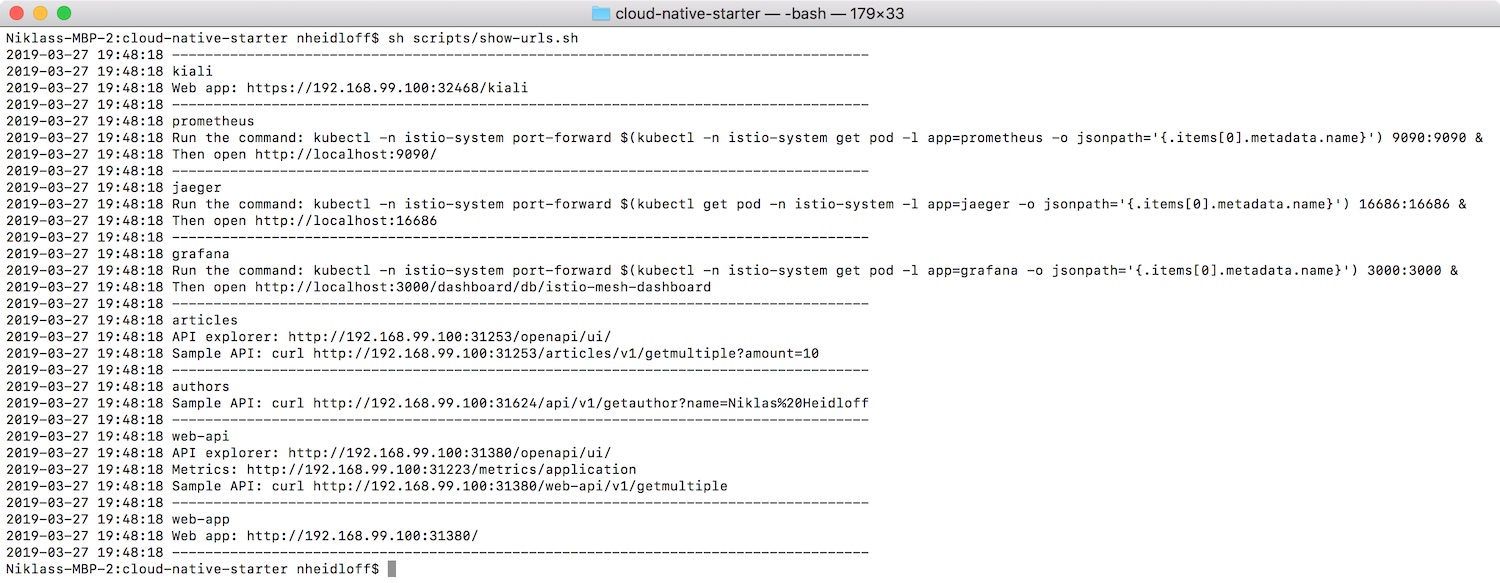 cloud-native-starter — -bash — 179×33
Niklass-MBP-2:cloud-native-starter nheidloff$ sh scripts/show-urls.sh
2019-03-27 19:48:18 ------------------------------------------------------------------------------------
2019-03-27 19:48:18 kiali
2019-03-27 19:48:18 Web app: https://192.168.99.100:32468/kiali
2019-03-27 19:48:18 ------------------------------------------------------------------------------------
2019-03-27 19:48:18 prometheus
2019-03-27 19:48:18 Run the command: kubectl -n istio-system port-forward $(kubectl -n istio-system get pod -l app=prometheus -o jsonpath='{.items[0].metadata.name}') 9090:9090 &
2019-03-27 19:48:18 Then open http://localhost:9090/
2019-03-27 19:48:18 ------------------------------------------------------------------------------------
2019-03-27 19:48:18 jaeger
2019-03-27 19:48:18 Run the command: kubectl -n istio-system port-forward $(kubectl get pod -n istio-system -l app=jaeger -o jsonpath='{.items[0].metadata.name}') 16686:16686 &
2019-03-27 19:48:18 Then open http://localhost:16686
2019-03-27 19:48:18 ------------------------------------------------------------------------------------
2019-03-27 19:48:18 grafana
2019-03-27 19:48:18 Run the command: kubectl -n istio-system port-forward $(kubectl -n istio-system get pod -l app=grafana -o jsonpath='{.items[0].metadata.name}') 3000:3000 &
2019-03-27 19:48:18 Then open http://localhost:3000/dashboard/db/istio-mesh-dashboard
2019-03-27 19:48:18 ------------------------------------------------------------------------------------
2019-03-27 19:48:18 articles
2019-03-27 19:48:18 API explorer: http://192.168.99.100:31253/openapi/ui/
2019-03-27 19:48:18 Sample API: curl http://192.168.99.100:31253/articles/v1/getmultiple?amount=10
2019-03-27 19:48:18 ------------------------------------------------------------------------------------
2019-03-27 19:48:18 authors
2019-03-27 19:48:18 Sample API: curl http://192.168.99.100:31624/api/v1/getauthor?name=Niklas%20Heidloff
2019-03-27 19:48:18 ------------------------------------------------------------------------------------
2019-03-27 19:48:18 web-api
2019-03-27 19:48:18 API explorer: http://192.168.99.100:31380/openapi/ui/
2019-03-27 19:48:18 Metrics: http://192.168.99.100:31223/metrics/application
2019-03-27 19:48:18 Sample API: curl http://192.168.99.100:31380/web-api/v1/getmultiple
2019-03-27 19:48:18 ------------------------------------------------------------------------------------
2019-03-27 19:48:18 web-app
2019-03-27 19:48:18 Web app: http://192.168.99.100:31380/
2019-03-27 19:48:18 ------------------------------------------------------------------------------------
Niklass-MBP-2:cloud-native-starter nheidloff$